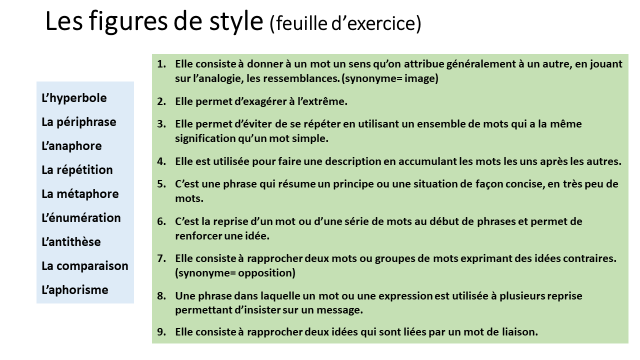 Les figures de style (feuille d'exercice)
L'hyperbole
La périphrase
L'anaphore
La répétition
La métaphore
L'énumération
L'antithèse
La comparaison
L'aphorisme
1. Elle consiste à donner à un mot un sens qu'on attribue généralement à un autre, en jouant
sur l'analogie, les ressemblances. (synonyme= image)
2. Elle permet d'exagérer à l'extrême.
3. Elle permet d'éviter de se répéter en utilisant un ensemble de mots qui a la même
signification qu'un mot simple.
4. Elle est utilisée pour faire une description en accumulant les mots les uns après les autres.
5. C'est une phrase qui résume un principe ou une situation de façon concise, en très peu de
mots.
6. C'est la reprise d'un mot ou d'une série de mots au début de phrases et permet de
renforcer une idée.
7. Elle consiste à rapprocher deux mots ou groupes de mots exprimant des idées contraires.
(synonyme= opposition)
8. Une phrase dans laquelle un mot ou une expression est utilisée à plusieurs reprise
permettant d'insister sur un message.
9. Elle consiste à rapprocher deux idées qui sont liées par un mot de liaison.